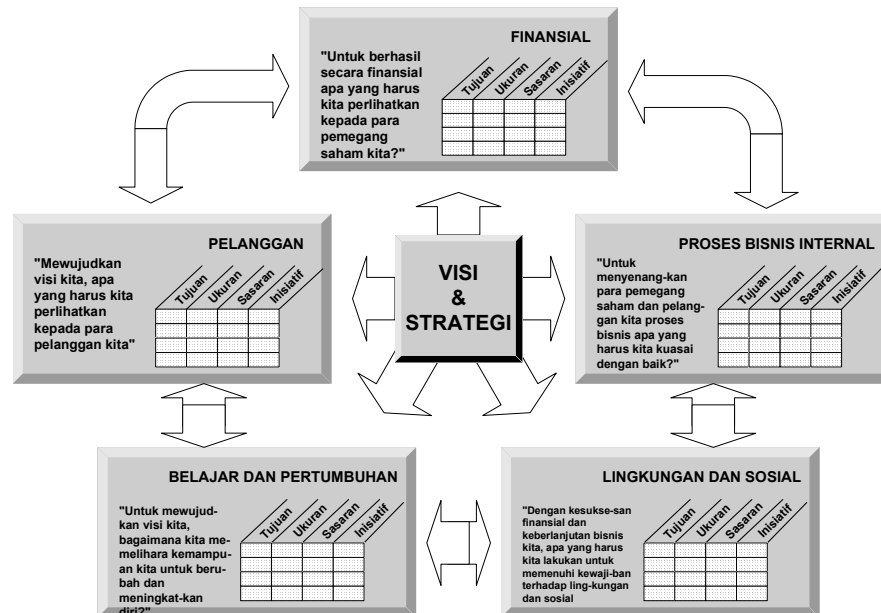 FINANSIAL
"Untuk berhasil
secara finansial
apa yang harus
kita perlihatkan
kepada para
pemegang
saham kita?"
Tujuan
Ukuran
Sasaran
Inisiatif
PELANGGAN
"Mewujudkan
visi kita, apa
yang harus kita
perlihatkan
kepada para
pelanggan kita"
Tujuan
Ukuran
Sasaran
Inisiatif
VISI
&
STRATEGI
PROSES BISNIS INTERNAL
"Untuk
menyenang-kan
para pemegang
saham dan pelang-
gan kita proses
bisnis apa yang
harus kita kuasai
dengan baik?"
Tujuan
Ukuran
Sasaran
Inisiatif
BELAJAR DAN PERTUMBUHAN
"Untuk mewujud-
kan visi kita,
bagaimana kita me-
melihara kemampu-
an kita untuk beru-
bah dan
meningkat-kan
diri?"
Tujuan
Ukuran
Sasaran
Inisiatif
LINGKUNGAN DAN SOSIAL
"Dengan kesukse-san
finansial dan
keberlanjutan bisnis
kita, apa yang harus
kita lakukan untuk
memenuhi kewaji-ban
terhadap ling-kungan
dan sosial
Tujuan
Ukuran
Sasaran
Inisiatif